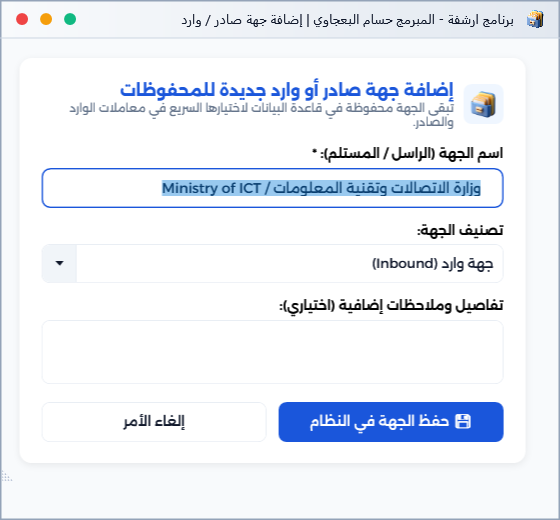 برنامج ارشفة - المبرمج حسام البعجاوي | إضافة جهة صادر / وارد
إضافة جهة صادر أو وارد جديدة للمحفوظات
تبقى الجهة محفوظة في قاعدة البيانات لاختيارها السريع في معاملات الوارد
والصادر.
اسم الجهة (الراسل / المستلم): *
وزارة الاتصالات وتقنية المعلومات / Ministry of ICT
تصنيف الجهة:
جهة وارد (Inbound)
تفاصيل وملاحظات إضافية (اختياري):
حفظ الجهة في النظام
إلغاء الأمر